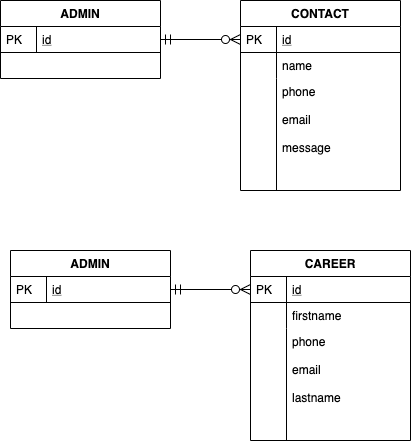 ADMIN
PK id
CONTACT
PK id
name
phone
email
message
ADMIN
PK id
CAREER
PK id
firstname
phone
email
lastname